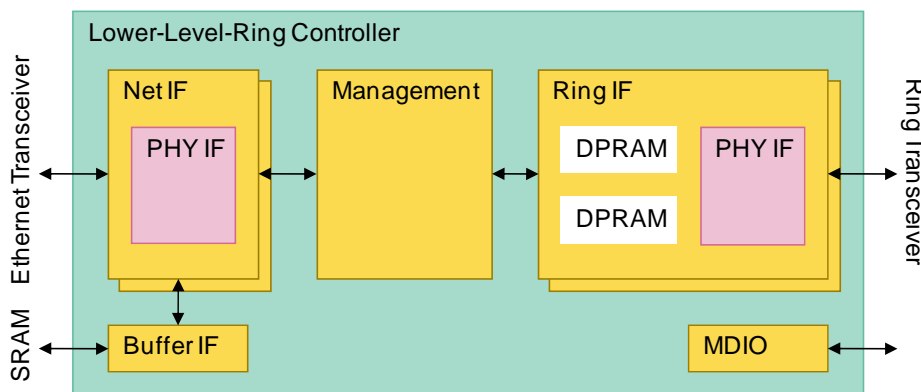 Lower-Level-Ring Controller
Net IF
Management
Ring IF
PHY IF
DPRAM
PHY IF
DPRAM
Buffer IF
MDIO
Ethernet Transceiver
SRAM
Ring Transceiver